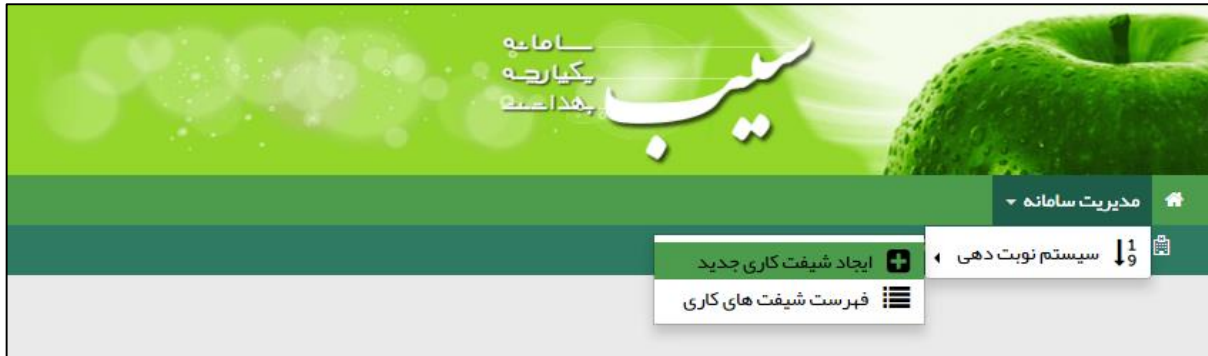 سامانه
یکپارچه
بهداشت
سیب
مدیریت سامانه
سیستم نوبت دهی
ایجاد شیفت کاری جدید
فهرست شیفت های کاری